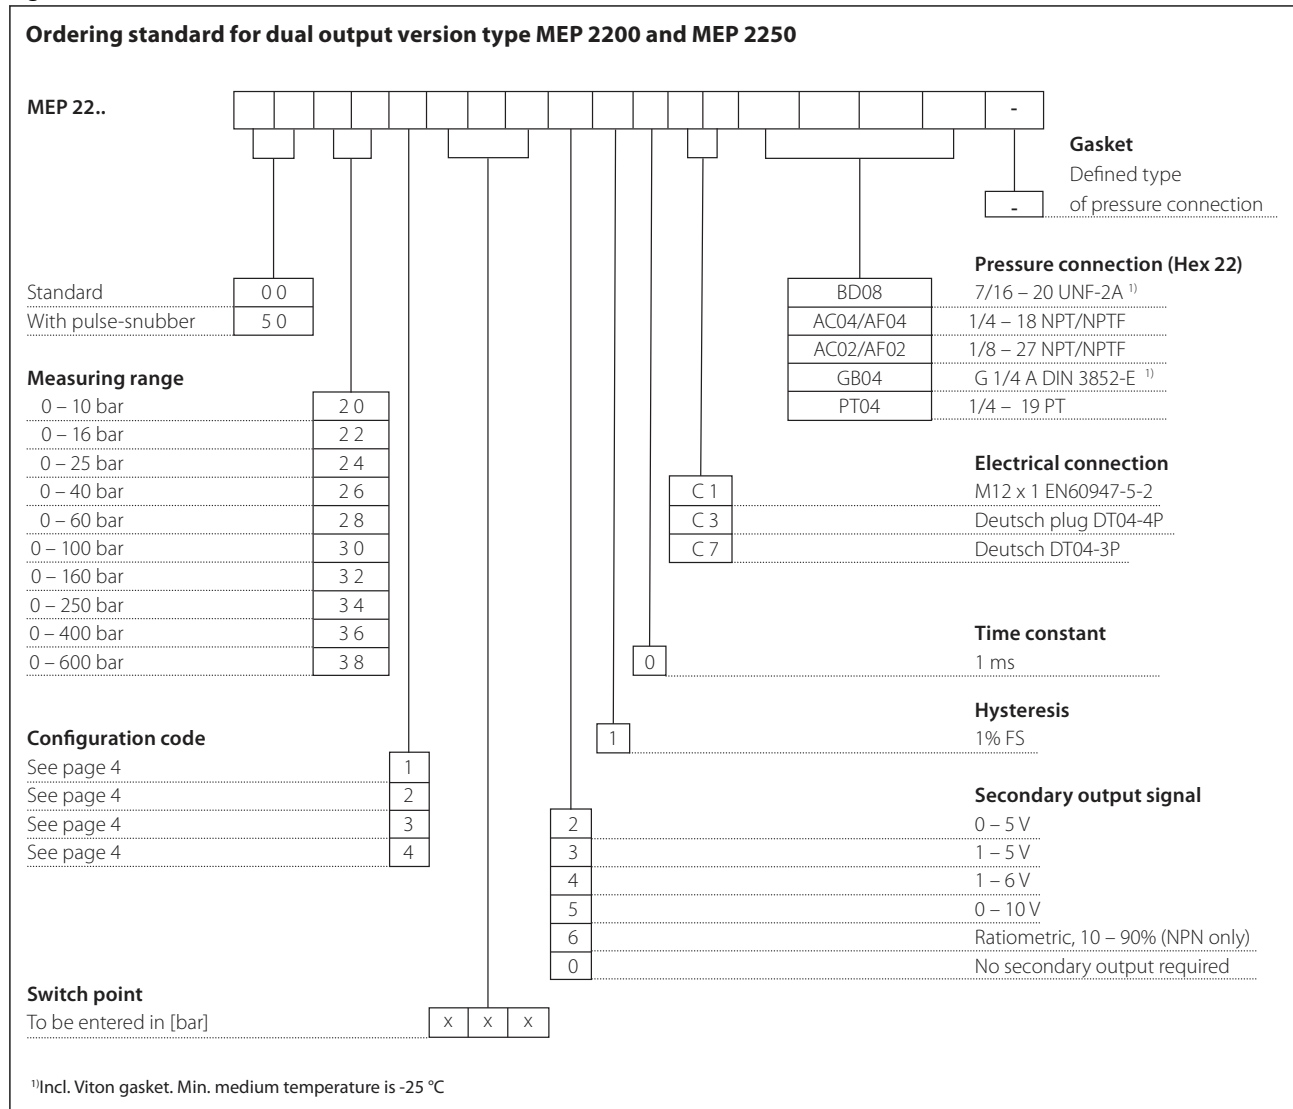 Ordering standard for dual output version type MEP 2200 and MEP 2250
MEP 22..
-
Gasket
Defined type
- of pressure connection
Standard 0 0
With pulse-snubber 5 0
Pressure connection (Hex 22)
BD08 7/16 – 20 UNF-2A 1)
AC04/AF04 1/4 – 18 NPT/NPTF
AC02/AF02 1/8 – 27 NPT/NPTF
GB04 G 1/4 A DIN 3852-E 1)
PT04 1/4 – 19 PT
Measuring range
0 – 10 bar 2 0
0 – 16 bar 2 2
0 – 25 bar 2 4
0 – 40 bar 2 6
0 – 60 bar 2 8
0 – 100 bar 3 0
0 – 160 bar 3 2
0 – 250 bar 3 4
0 – 400 bar 3 6
0 – 600 bar 3 8
Electrical connection
C 1 M12 x 1 EN60947-5-2
C 3 Deutsch plug DT04-4P
C 7 Deutsch DT04-3P
Time constant
0 1 ms
Hysteresis
1 1% FS
Configuration code
See page 4 1
See page 4 2
See page 4 3
See page 4 4
Secondary output signal
2 0 – 5 V
3 1 – 5 V
4 1 – 6 V
5 0 – 10 V
6 Ratiometric, 10 – 90% (NPN only)
0 No secondary output required
Switch point
To be entered in [bar] x x x
1)Incl. Viton gasket. Min. medium temperature is -25 °C